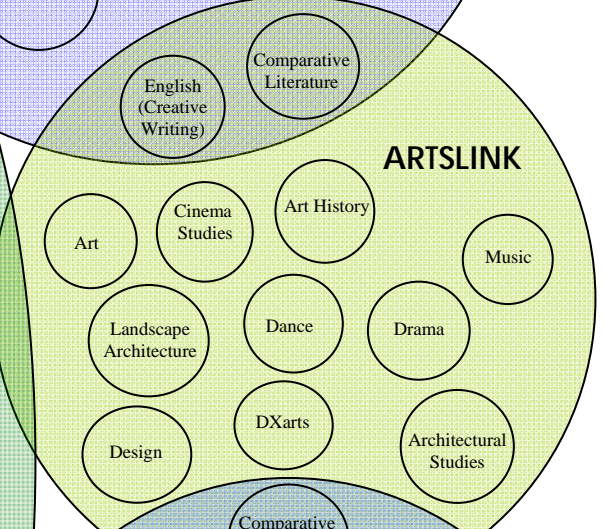 Comparative
Literature
English
(Creative
Writing)
ARTSLINK
Art History
Cinema
Studies
Art
Music
Landscape
Architecture
Dance
Drama
DXarts
Design
Architectural
Studies
Comparative